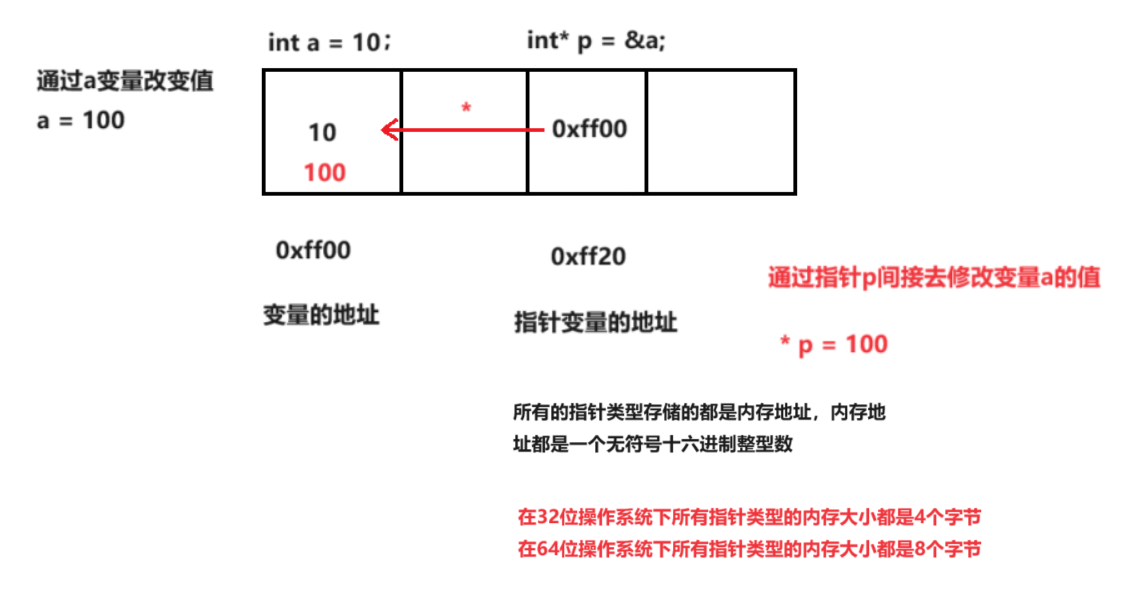 int a = 10;
int* p = &a;
通过a变量改变值
a = 100
*
10
0xff00
100
0xff00
0xff20
通过指针p间接去修改变量a的值
变量的地址
指针变量的地址
* p = 100
所有的指针类型存储的都是内存地址，内存地
址都是一个无符号十六进制整型数
在32位操作系统下所有指针类型的内存大小都是4个字节
在64位操作系统下所有指针类型的内存大小都是8个字节